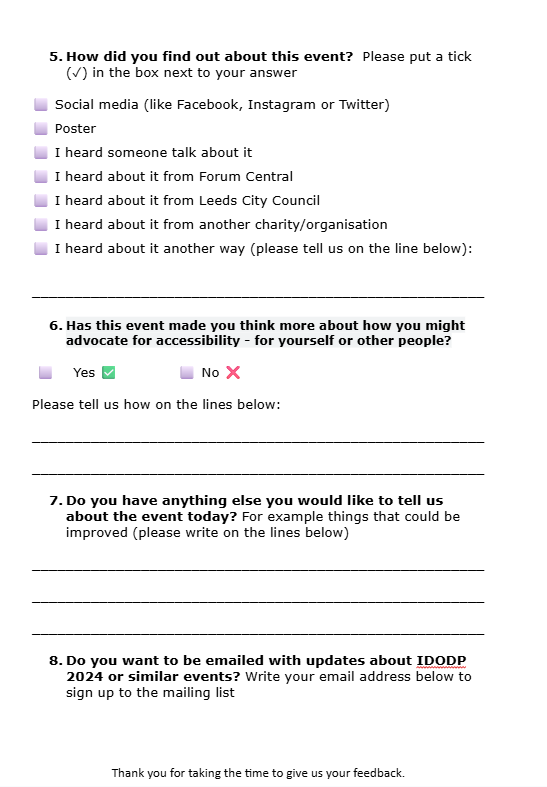 5. How did you find out about this event? Please put a tick
(✓) in the box next to your answer
Social media (like Facebook, Instagram or Twitter)
Poster
I heard someone talk about it
I heard about it from Forum Central
I heard about it from Leeds City Council
I heard about it from another charity/organisation
I heard about it another way (please tell us on the line below):
6. Has this event made you think more about how you might
advocate for accessibility - for yourself or other people?
Yes ✅ No ❌
Please tell us how on the lines below:
7. Do you have anything else you would like to tell us
about the event today? For example things that could be
improved (please write on the lines below)
8. Do you want to be emailed with updates about IDODP
2024 or similar events? Write your email address below to
sign up to the mailing list
Thank you for taking the time to give us your feedback.